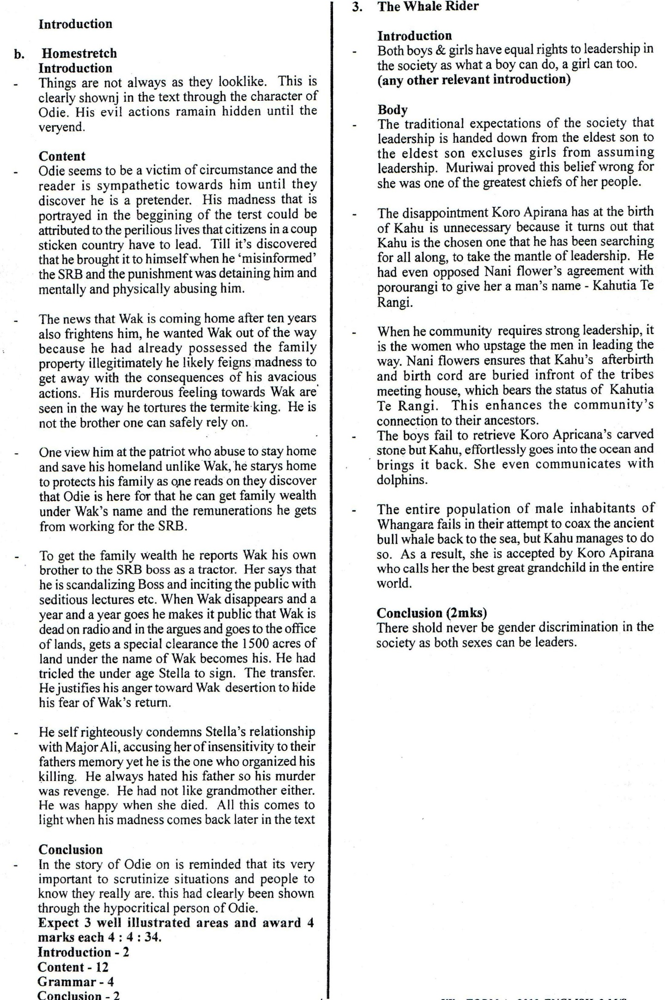 Introduction
b. Homestretch
Introduction
- Things are not always as they looklike. This is
clearly shownj in the text through the character of
Odie. His evil actions ramain hidden until the
veryend.
Content
- Odie seems to be a victim of circumstance and the
reader is sympathetic towards him until they
discover he is a pretender. His madness that is
portrayed in the beggining of the terst could be
attributed to the perilious lives that citizens in a coup
sticken country have to lead. Till it's discovered
that he brought it to himself when he 'misinformed'
the SRB and the punishment was detaining him and
mentally and physically abusing him.
- The news that Wak is coming home after ten years
also frightens him, he wanted Wak out of the way
because he had already possessed the family
property illegitimately he likely feigns madness to
get away with the consequences of his avacious
actions. His murderous feeling towards Wak are
seen in the way he tortures the termite king. He is
not the brother one can safely rely on.
- One view him at the patriot who abuse to stay home
and save his homeland unlike Wak, he starys home
to protects his family as one reads on they discover
that Odie is here for that he can get family wealth
under Wak's name and the remunerations he gets
from working for the SRB.
- To get the family wealth he reports Wak his own
brother to the SRB boss as a tractor. Her says that
he is scandalizing Boss and inciting the public with
seditious lectures etc. When Wak disappears and a
year and a year goes he makes it public that Wak is
dead on radio and in the argues and goes to the office
of lands, gets a special clearance the 1500 acres of
land under the name of Wak becomes his. He had
tricled the under age Stella to sign. The transfer.
He justifies his anger toward Wak desertion to hide
his fear of Wak's return.
- He self righteously condemns Stella's relationship
with Major Ali, accusing her of insensitivity to their
fathers memory yet he is the one who organized his
killing. He always hated his father so his murder
was revenge. He had not like grandmother either.
He was happy when she died. All this comes to
light when his madness comes back later in the text
Conclusion
- In the story of Odie on is reminded that its very
important to scrutinize situations and people to
know they really are. this had clearly been shown
through the hypocritical person of Odie.
Expect 3 well illustrated areas and award 4
marks each 4 : 4 : 34.
Introduction - 2
Content - 12
Grammar - 4
Conclusion - 2
3. The Whale Rider
Introduction
- Both boys & girls have equal rights to leadership in
the society as what a boy can do, a girl can too.
(any other relevant introduction)
Body
- The traditional expectations of the society that
leadership is handed down from the eldest son to
the eldest son excluses girls from assuming
leadership. Muriwai proved this belief wrong for
she was one of the greatest chiefs of her people.
- The disappointment Koro Apirana has at the birth
of Kahu is unnecessary because it turns out that
Kahu is the chosen one that he has been searching
for all along, to take the mantle of leadership. He
had even opposed Nani flower's agreement with
porourangi to give her a man's name - Kahutia Te
Rangi.
- When he community requires strong leadership, it
is the women who upstage the men in leading the
way. Nani flowers ensures that Kahu's afterbirth
and birth cord are buried infront of the tribes
meeting house, which bears the status of Kahutia
Te Rangi. This enhances the community's
connection to their ancestors.
- The boys fail to retrieve Koro Apricana's carved
stone but Kahu, effortlessly goes into the ocean and
brings it back. She even communicates with
dolphins.
- The entire population of male inhabitants of
Whangara fails in their attempt to coax the ancient
bull whale back to the sea, but Kahu manages to do
so. As a result, she is accepted by Koro Apirana
who calls her the best great grandchild in the entire
world.
Conclusion (2mks)
There shold never be gender discrimination in the
society as both sexes can be leaders.